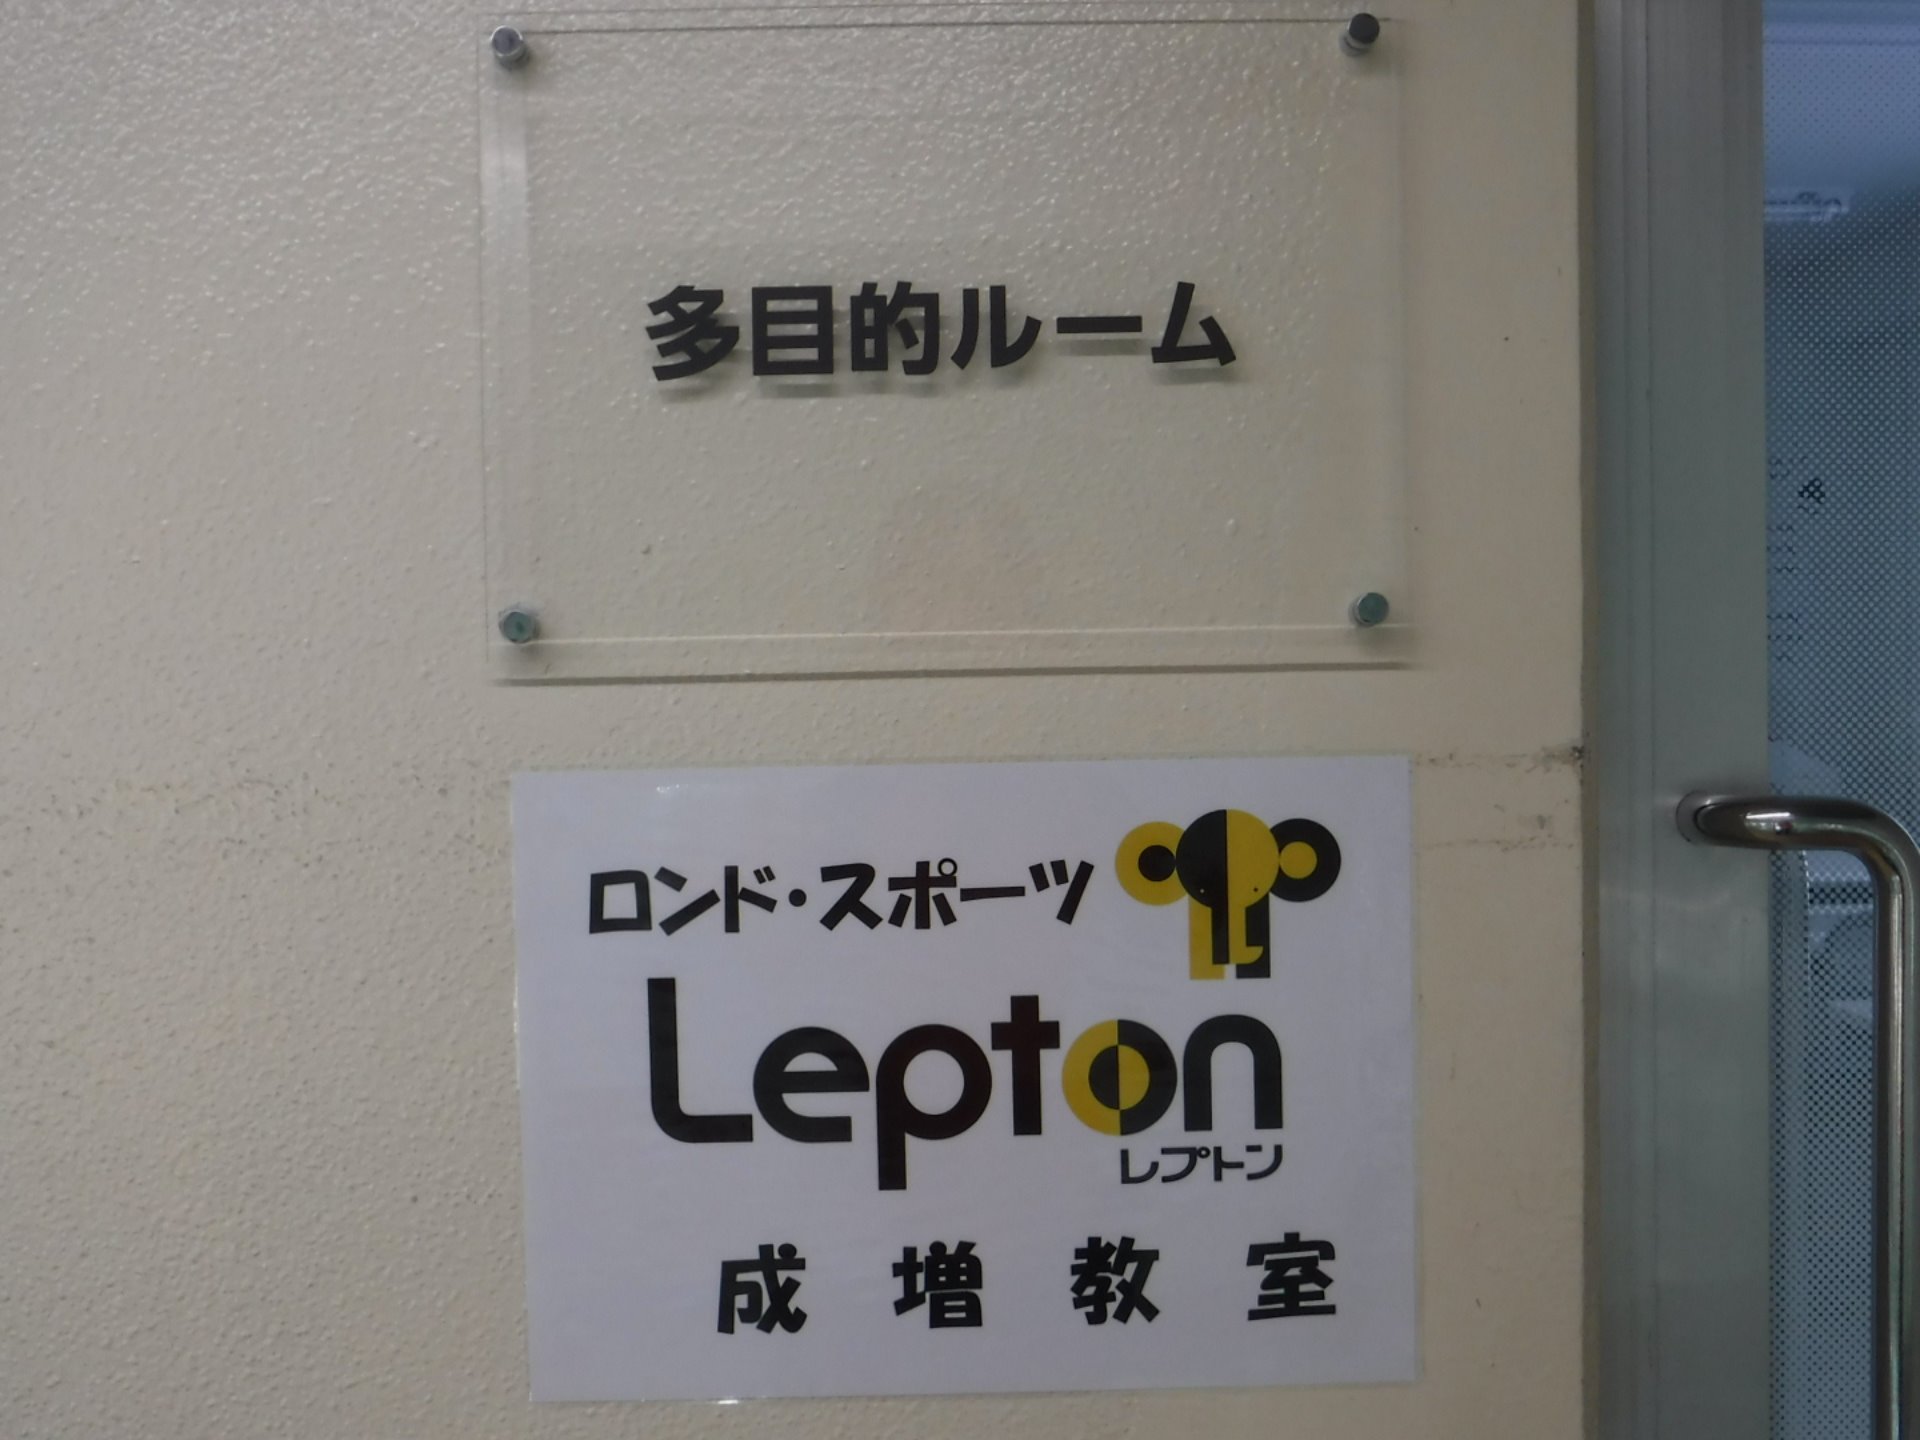 多目的ルーム
ロンド・スポーツ
Lepton
レプトン
成増教室